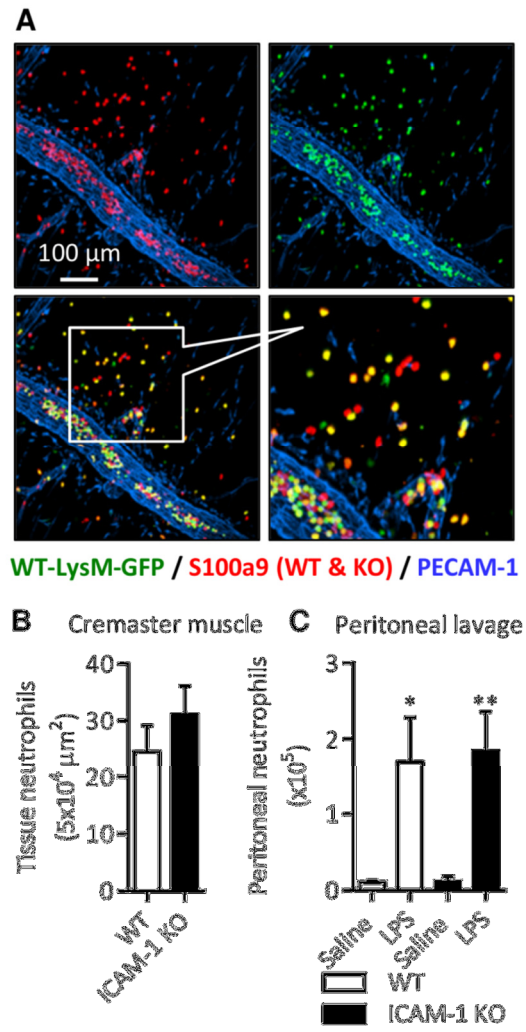 A
100 µm
WT-LysM-GFP / S100a9 (WT & KO) / PECAM-1
B Cremaster muscle
Tissue neutrophils
(5x10⁴ µm²)
40
30
20
10
0
WT
ICAM-1 KO
C Peritoneal lavage
Peritoneal neutrophils
(x10⁵)
3
2
1
0
*
**
Saline
LPS
Saline
LPS
WT
ICAM-1 KO